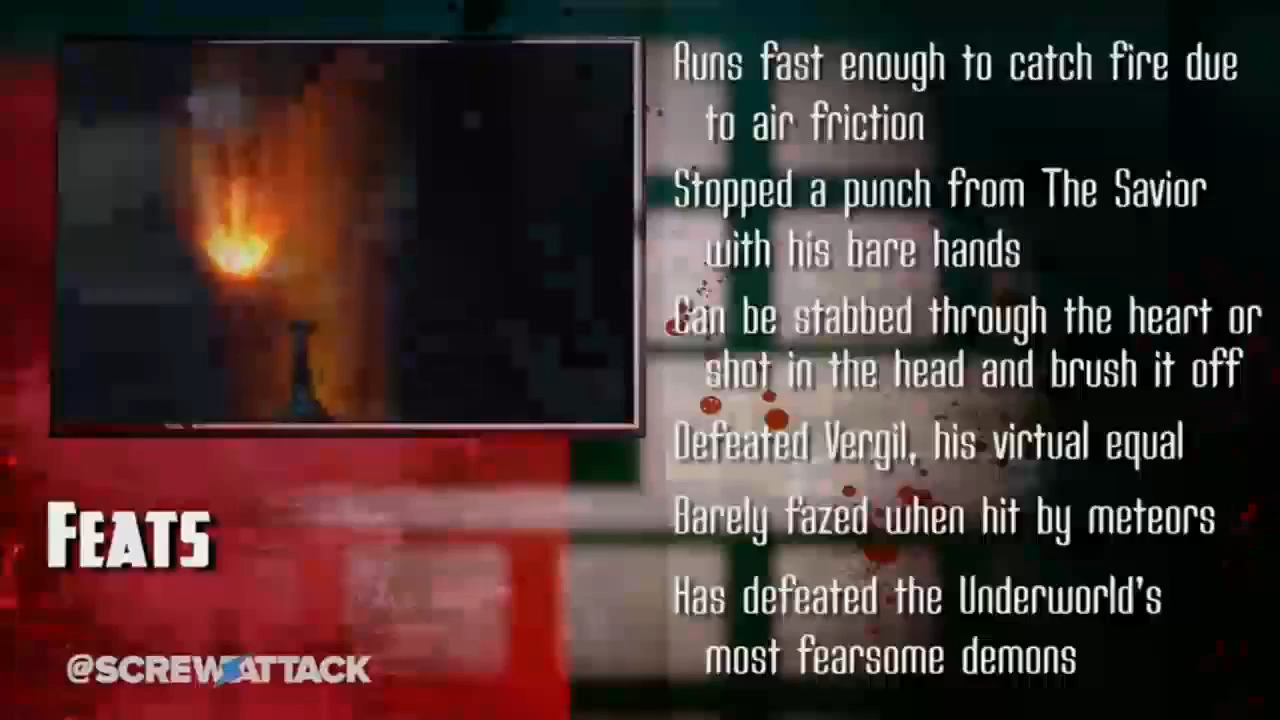 Runs fast enough to catch fire due
to air friction
Stopped a punch from The Savior
with his bare hands
Can be stabbed through the heart or
shot in the head and brush it off
Defeated Vergil, his virtual equal
Barely fazed when hit by meteors
Has defeated the Underworld's
most fearsome demons
FEATS
@SCREWATTACK